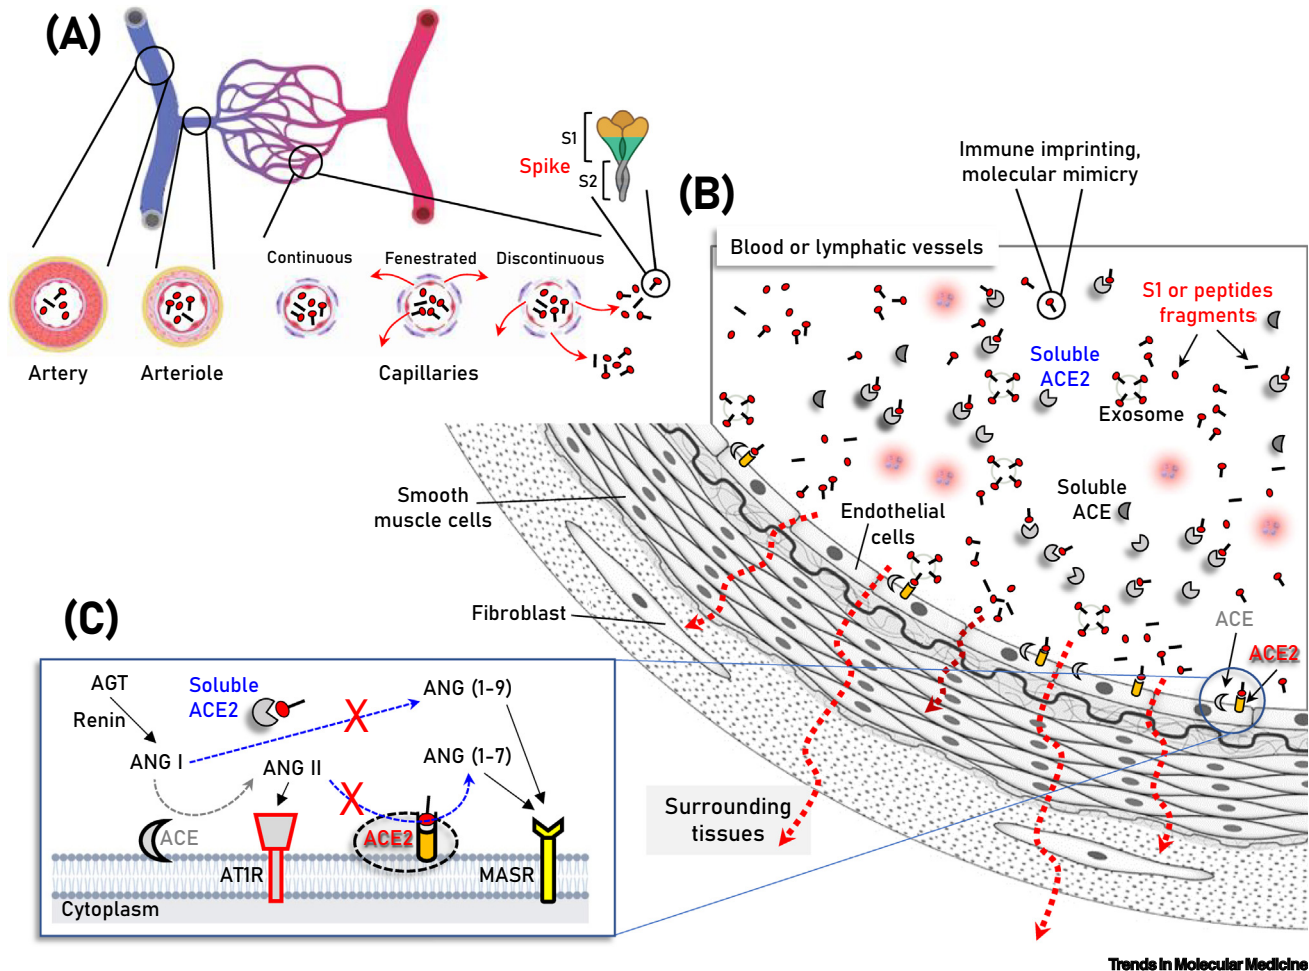 (A)
S1
Spike
S2
Continuous
Fenestrated
Discontinuous
Artery
Arteriole
Capillaries
(B)
Immune imprinting,
molecular mimicry
Blood or lymphatic vessels
S1 or peptides
fragments
Soluble
ACE2
Exosome
Smooth
muscle cells
Endothelial
cells
Soluble
ACE
Fibroblast
ACE
ACE2
Surrounding
tissues
(C)
AGT
Renin
Soluble
ACE2
ANG (1-9)
X
ANG I
ANG II
ANG (1-7)
X
ACE
ACE2
AT1R
MASR
Cytoplasm
Trends in Molecular Medicine